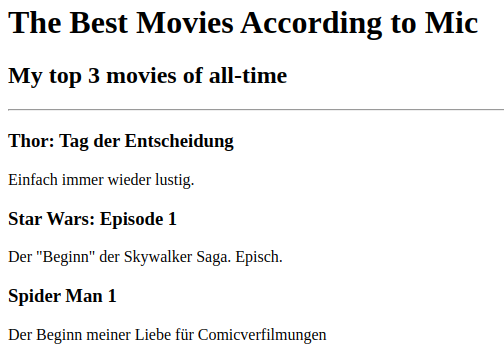 The Best Movies According to Mic
My top 3 movies of all-time
Thor: Tag der Entscheidung
Einfach immer wieder lustig.
Star Wars: Episode 1
Der "Beginn" der Skywalker Saga. Episch.
Spider Man 1
Der Beginn meiner Liebe für Comicverfilmungen